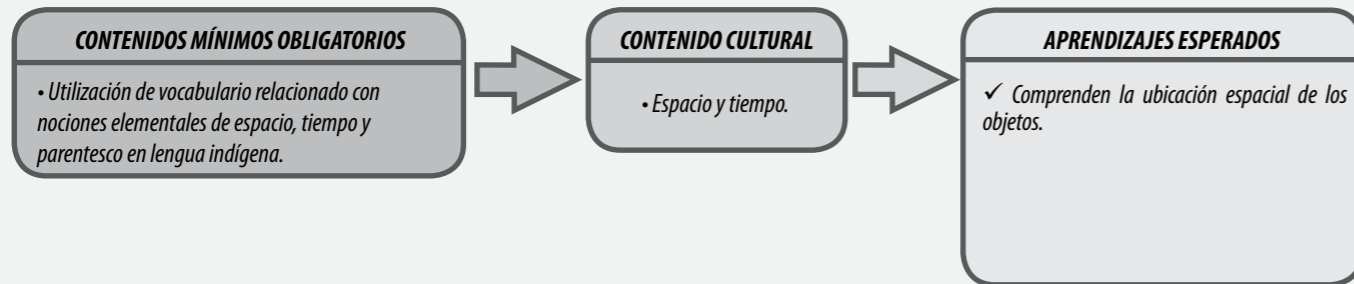 CONTENIDOS MÍNIMOS OBLIGATORIOS
• Utilización de vocabulario relacionado con
nociones elementales de espacio, tiempo y
parentesco en lengua indígena.
CONTENIDO CULTURAL
• Espacio y tiempo.
APRENDIZAJES ESPERADOS
✓ Comprenden la ubicación espacial de los
objetos.